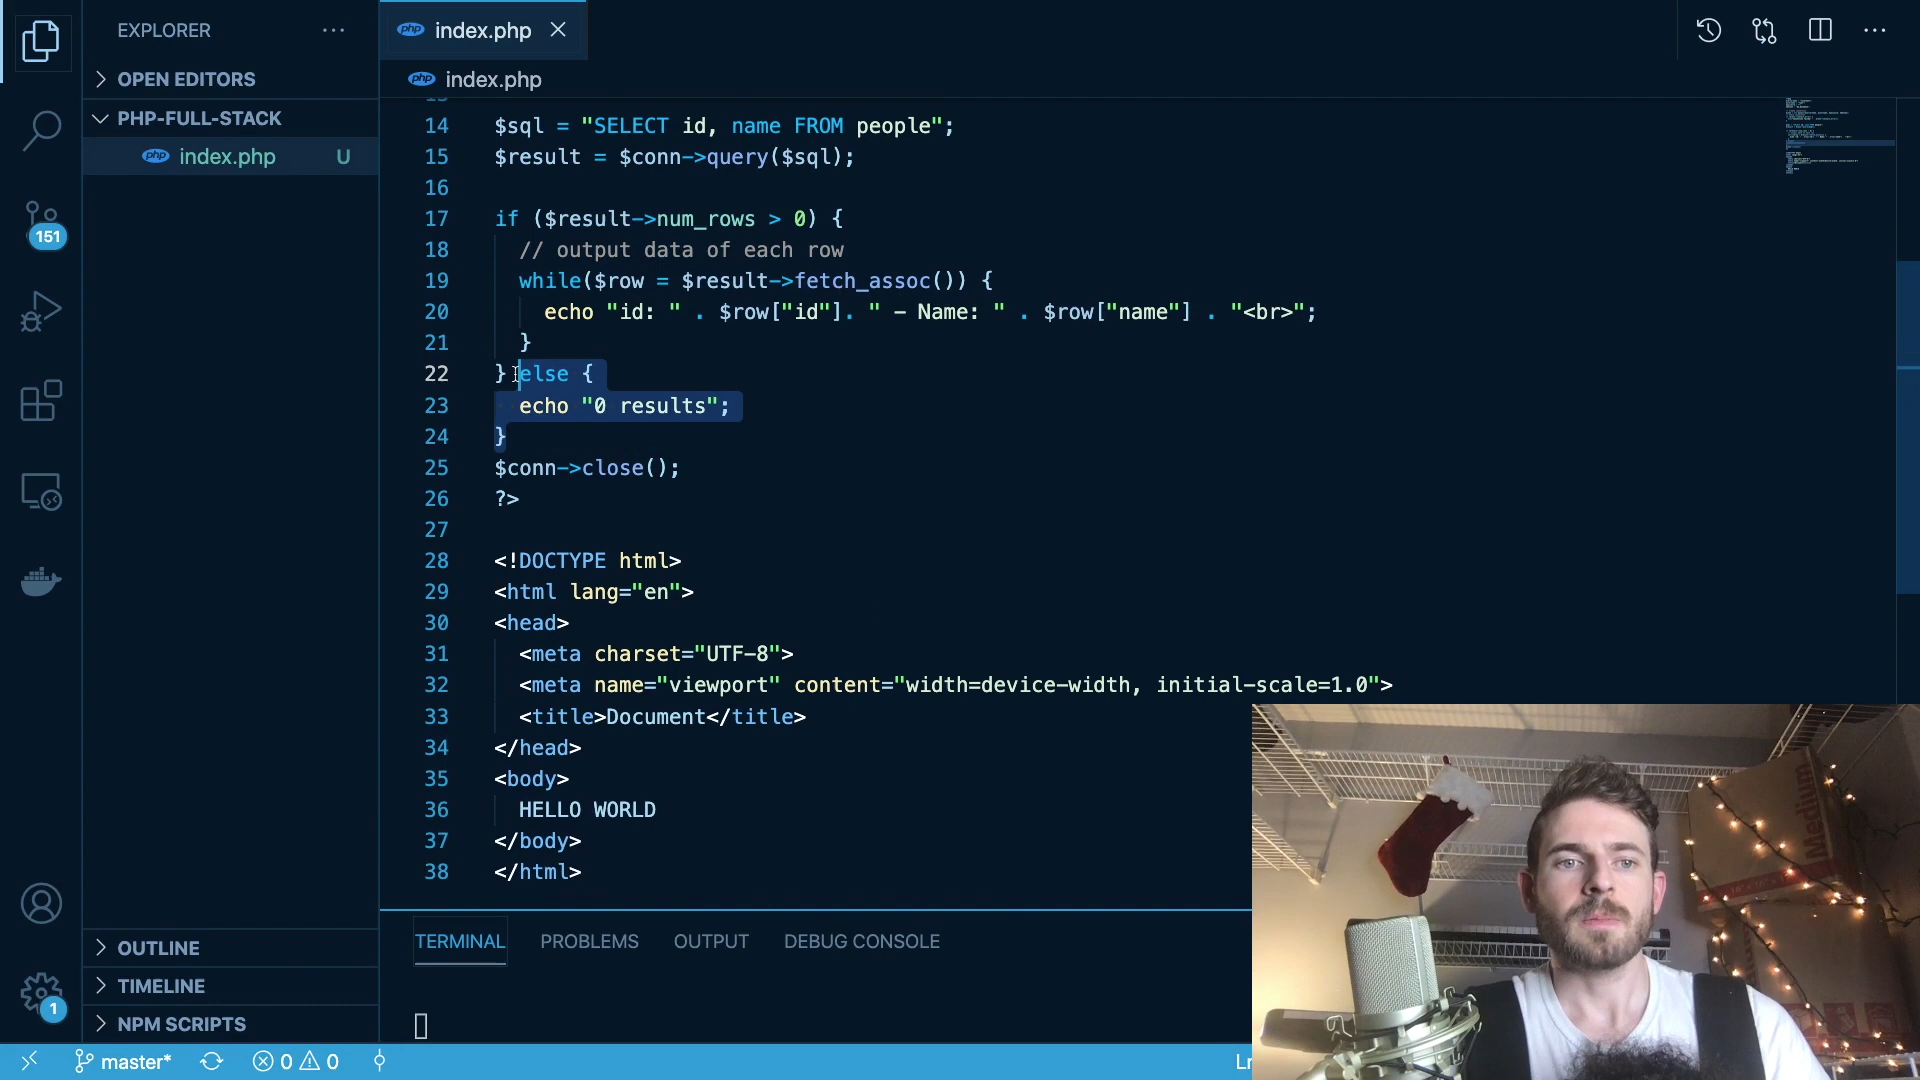 EXPLORER
php index.php
OPEN EDITORS
php index.php
PHP-FULL-STACK
php index.php U
14 $sql = "SELECT id, name FROM people";
15 $result = $conn->query($sql);
16
17 if ($result->num_rows > 0) {
18 // output data of each row
19 while($row = $result->fetch_assoc()) {
20 echo "id: " . $row["id"]. " - Name: " . $row["name"] . "<br>";
21 }
22 } else {
23 echo "0 results";
24 }
25 $conn->close();
26 ?>
27
28 <!DOCTYPE html>
29 <html lang="en">
30 <head>
31 <meta charset="UTF-8">
32 <meta name="viewport" content="width=device-width, initial-scale=1.0">
33 <title>Document</title>
34 </head>
35 <body>
36 HELLO WORLD
37 </body>
38 </html>
151
TERMINAL PROBLEMS OUTPUT DEBUG CONSOLE
OUTLINE
TIMELINE
NPM SCRIPTS
1
master* 0 0
Medium